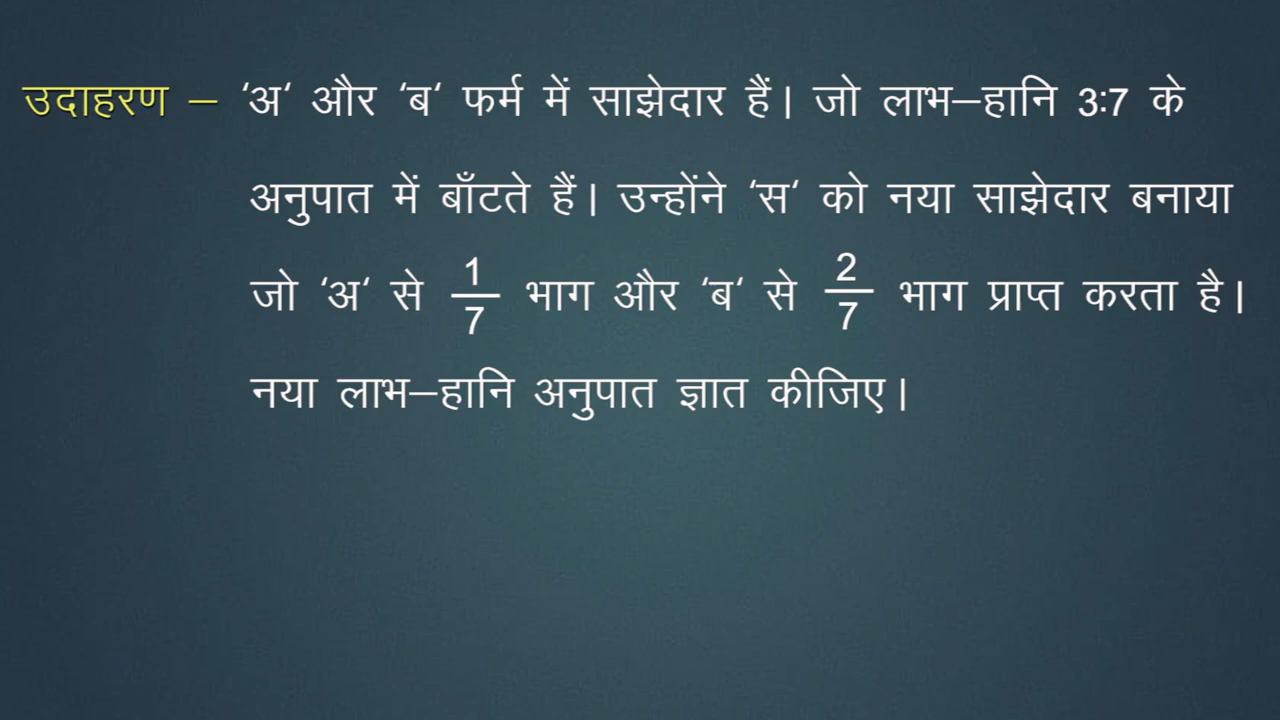 उदाहरण – ‘अ‘ और ‘ब‘ फर्म में साझेदार हैं। जो लाभ–हानि 3:7 के
अनुपात में बाँटते हैं। उन्होंने ‘स‘ को नया साझेदार बनाया
जो ‘अ‘ से 1/7 भाग और ‘ब‘ से 2/7 भाग प्राप्त करता है।
नया लाभ–हानि अनुपात ज्ञात कीजिए।